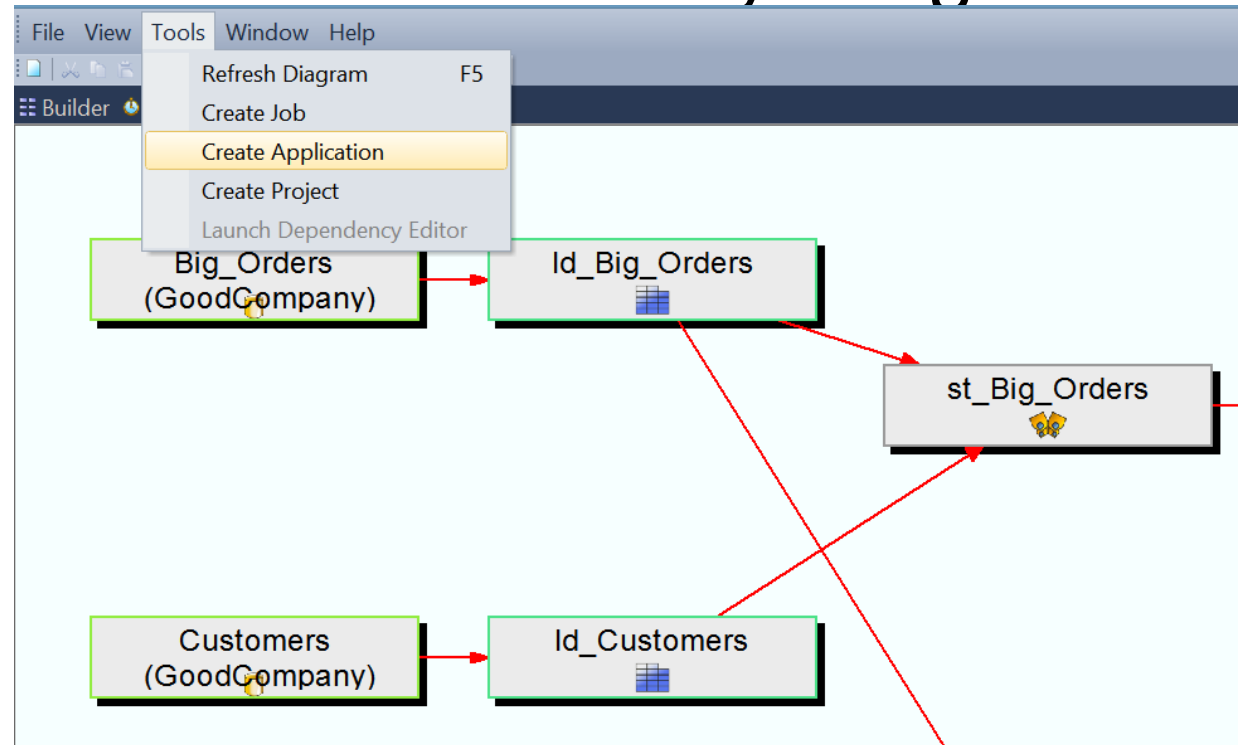 File View Tools Window Help
Refresh Diagram F5
Builder
Create Job
Create Application
Create Project
Launch Dependency Editor
Big_Orders
(GoodCompany)
ld_Big_Orders
st_Big_Orders
Customers
(GoodCompany)
ld_Customers